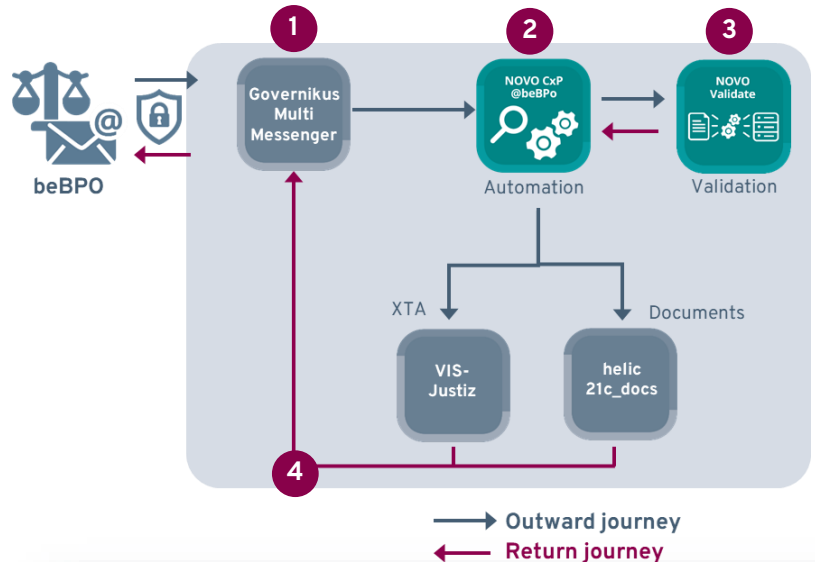 1
2
3
Governikus
Multi
Messenger
NOVO CxP
@beBPo
NOVO
Validate
@
beBPO
Automation
Validation
XTA
Documents
VIS-
Justiz
helic
21c_docs
4
Outward journey
Return journey